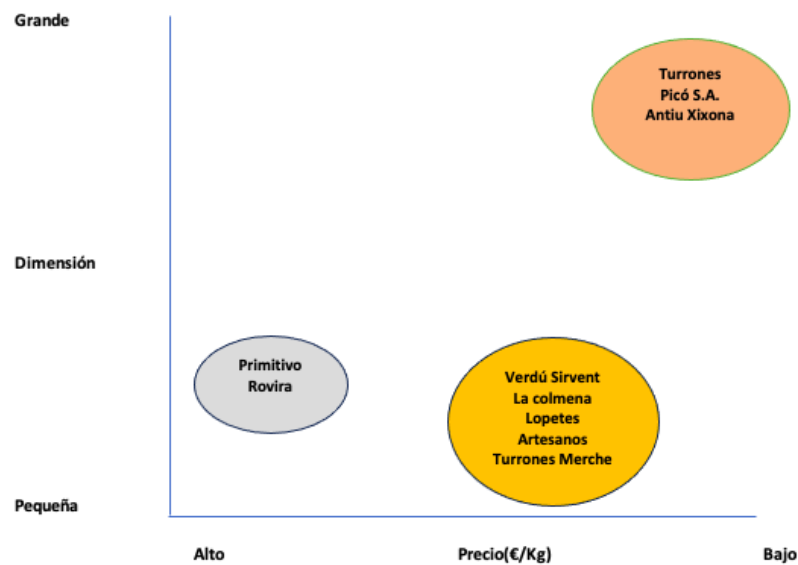 Grande
Turrones
Picó S.A.
Antiu Xixona
Dimensión
Primitivo
Rovira
Verdú Sirvent
La colmena
Lopetes
Artesanos
Turrones Merche
Pequeña
Alto
Precio(€/Kg)
Bajo